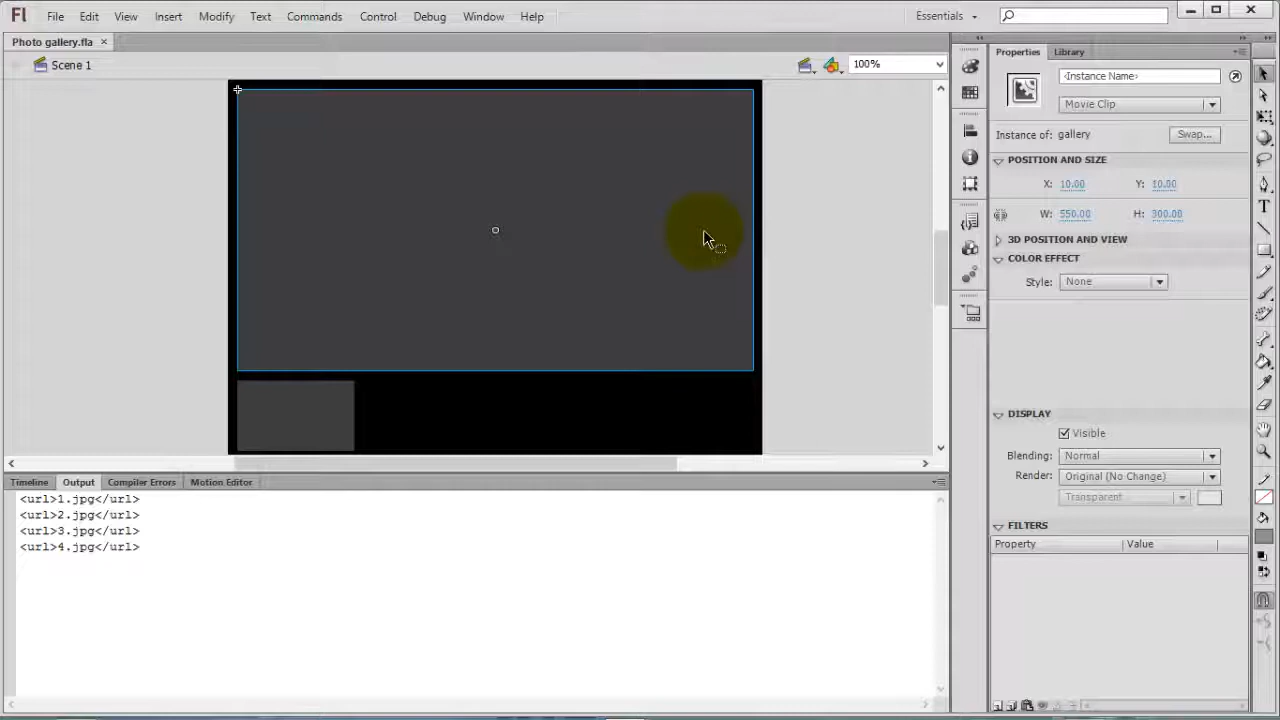 Fl File Edit View Insert Modify Text Commands Control Debug Window Help Essentials
Photo gallery.fla
Scene 1 100%
Properties Library
<Instance Name>
Movie Clip
Instance of: gallery Swap...
POSITION AND SIZE
X: 10.00 Y: 10.00
W: 550.00 H: 300.00
3D POSITION AND VIEW
COLOR EFFECT
Style: None
DISPLAY
Visible
Blending: Normal
Render: Original (No Change)
Transparent
FILTERS
Property Value
Timeline Output Compiler Errors Motion Editor
<url>1.jpg</url>
<url>2.jpg</url>
<url>3.jpg</url>
<url>4.jpg</url>